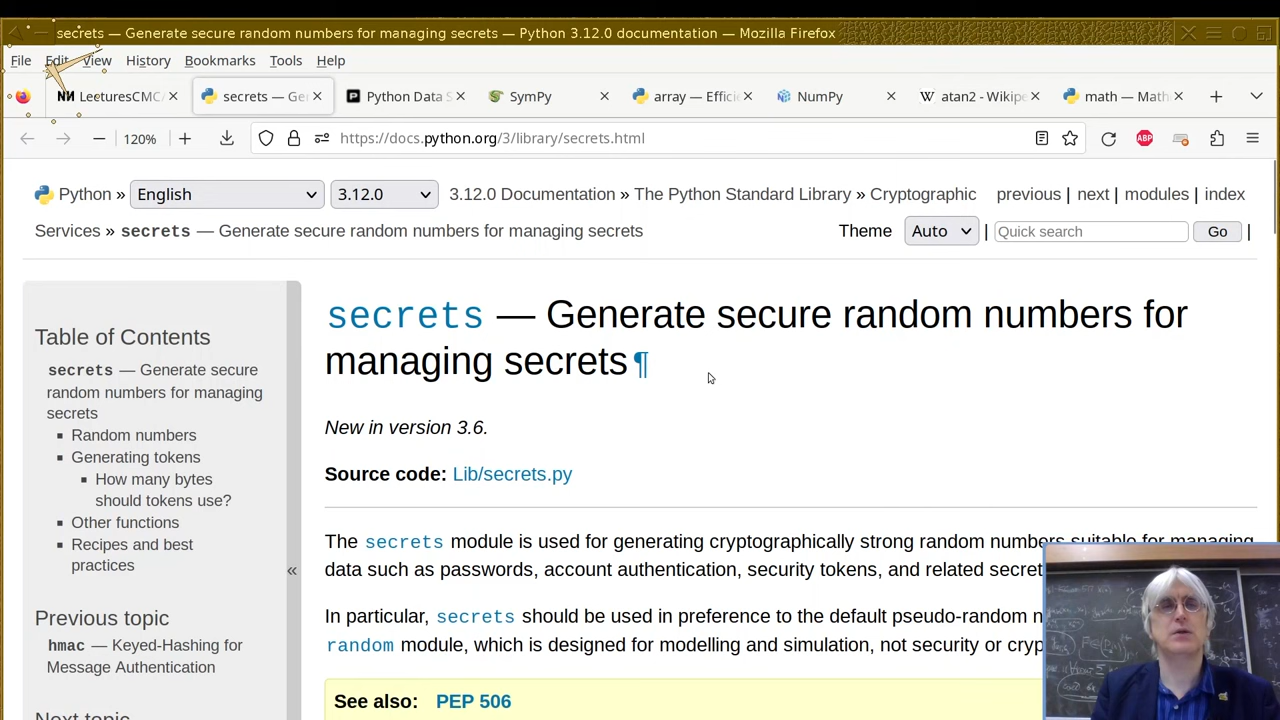 secrets — Generate secure random numbers for managing secrets — Python 3.12.0 documentation — Mozilla Firefox
File Edit View History Bookmarks Tools Help
LecturesCMC/ secrets — Ge Python Data S SymPy array — Effici NumPy atan2 - Wikip math — Math
120% https://docs.python.org/3/library/secrets.html ABP
Python » English 3.12.0 3.12.0 Documentation » The Python Standard Library » Cryptographic previous | next | modules | index
Services » secrets — Generate secure random numbers for managing secrets Theme Auto | Quick search Go |
secrets — Generate secure random numbers for
managing secrets¶
New in version 3.6.
Source code: Lib/secrets.py
The secrets module is used for generating cryptographically strong random numbers suitable for managing
data such as passwords, account authentication, security tokens, and related secret
In particular, secrets should be used in preference to the default pseudo-random n
random module, which is designed for modelling and simulation, not security or cryp
See also: PEP 506
Table of Contents
secrets — Generate secure
random numbers for managing
secrets
Random numbers
Generating tokens
How many bytes
should tokens use?
Other functions
Recipes and best
practices
«
Previous topic
hmac — Keyed-Hashing for
Message Authentication
Next topic